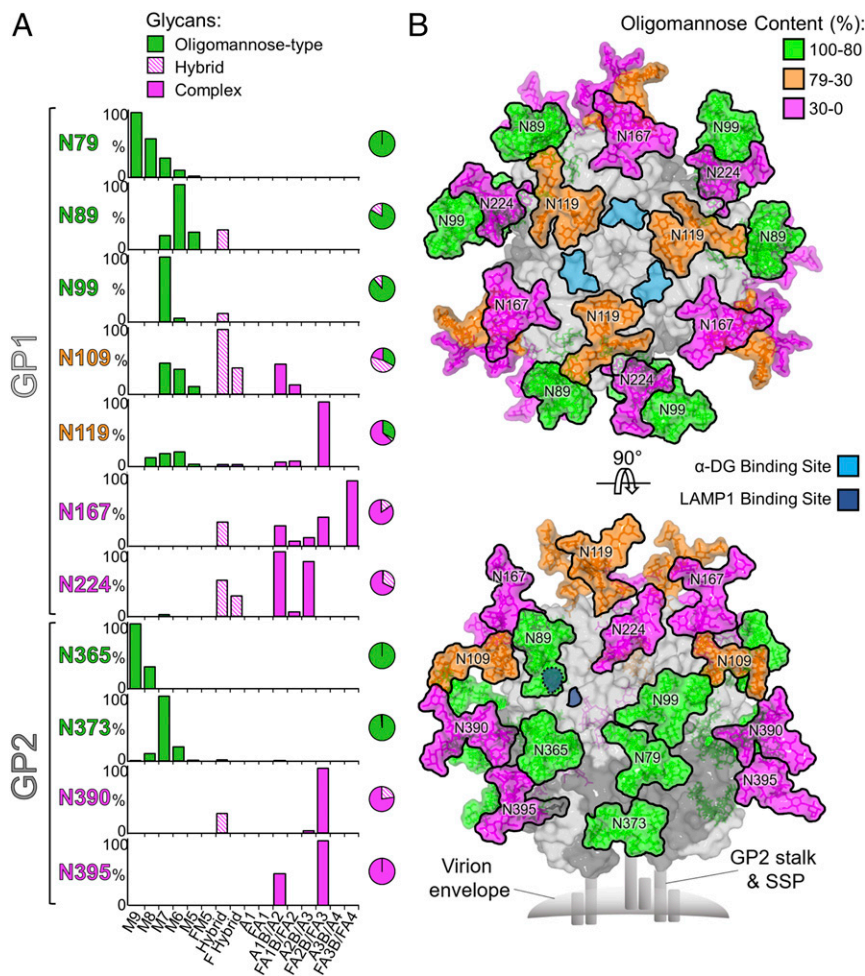 A
Glycans:
Oligomannose-type
Hybrid
Complex
GP1
N79
100
%
0
N89
100
%
0
N99
100
%
0
N109
100
%
0
N119
100
%
0
N167
100
%
0
N224
100
%
0
GP2
N365
100
%
0
N373
100
%
0
N390
100
%
0
N395
100
%
0
M9
M8
M7
M6
M5
FM5
Hybrid
F Hybrid
A1
FA1
A1B/A2
FA1B/FA2
A2B/A3
FA2B/FA3
A3B/A4
FA3B/FA4
B
Oligomannose Content (%):
100-80
79-30
30-0
N89
N167
N99
N224
N224
N119
N99
N119
N89
N167
N119
N167
N224
N89
N99
90°
α-DG Binding Site
LAMP1 Binding Site
N119
N167
N167
N89
N224
N109
N109
N99
N390
N390
N365
N79
N395
N395
N373
Virion
envelope
GP2 stalk
& SSP